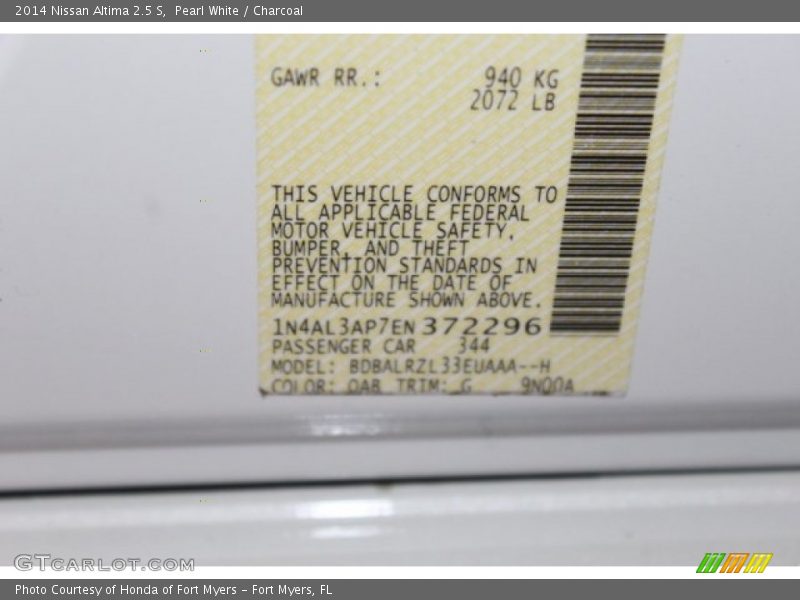 2014 Nissan Altima 2.5 S,  Pearl White / Charcoal
GAWR RR.: 940 KG
2072 LB
THIS VEHICLE CONFORMS TO
ALL APPLICABLE FEDERAL
MOTOR VEHICLE SAFETY,
BUMPER, AND THEFT
PREVENTION STANDARDS IN
EFFECT ON THE DATE OF
MANUFACTURE SHOWN ABOVE.
1N4AL3AP7EN372296
PASSENGER CAR 344
MODEL: BDBALRZL33EUAAA--H
COLOR: QAB TRIM: G 9N00A
GTCARLOT.COM
Photo Courtesy of Honda of Fort Myers - Fort Myers, FL